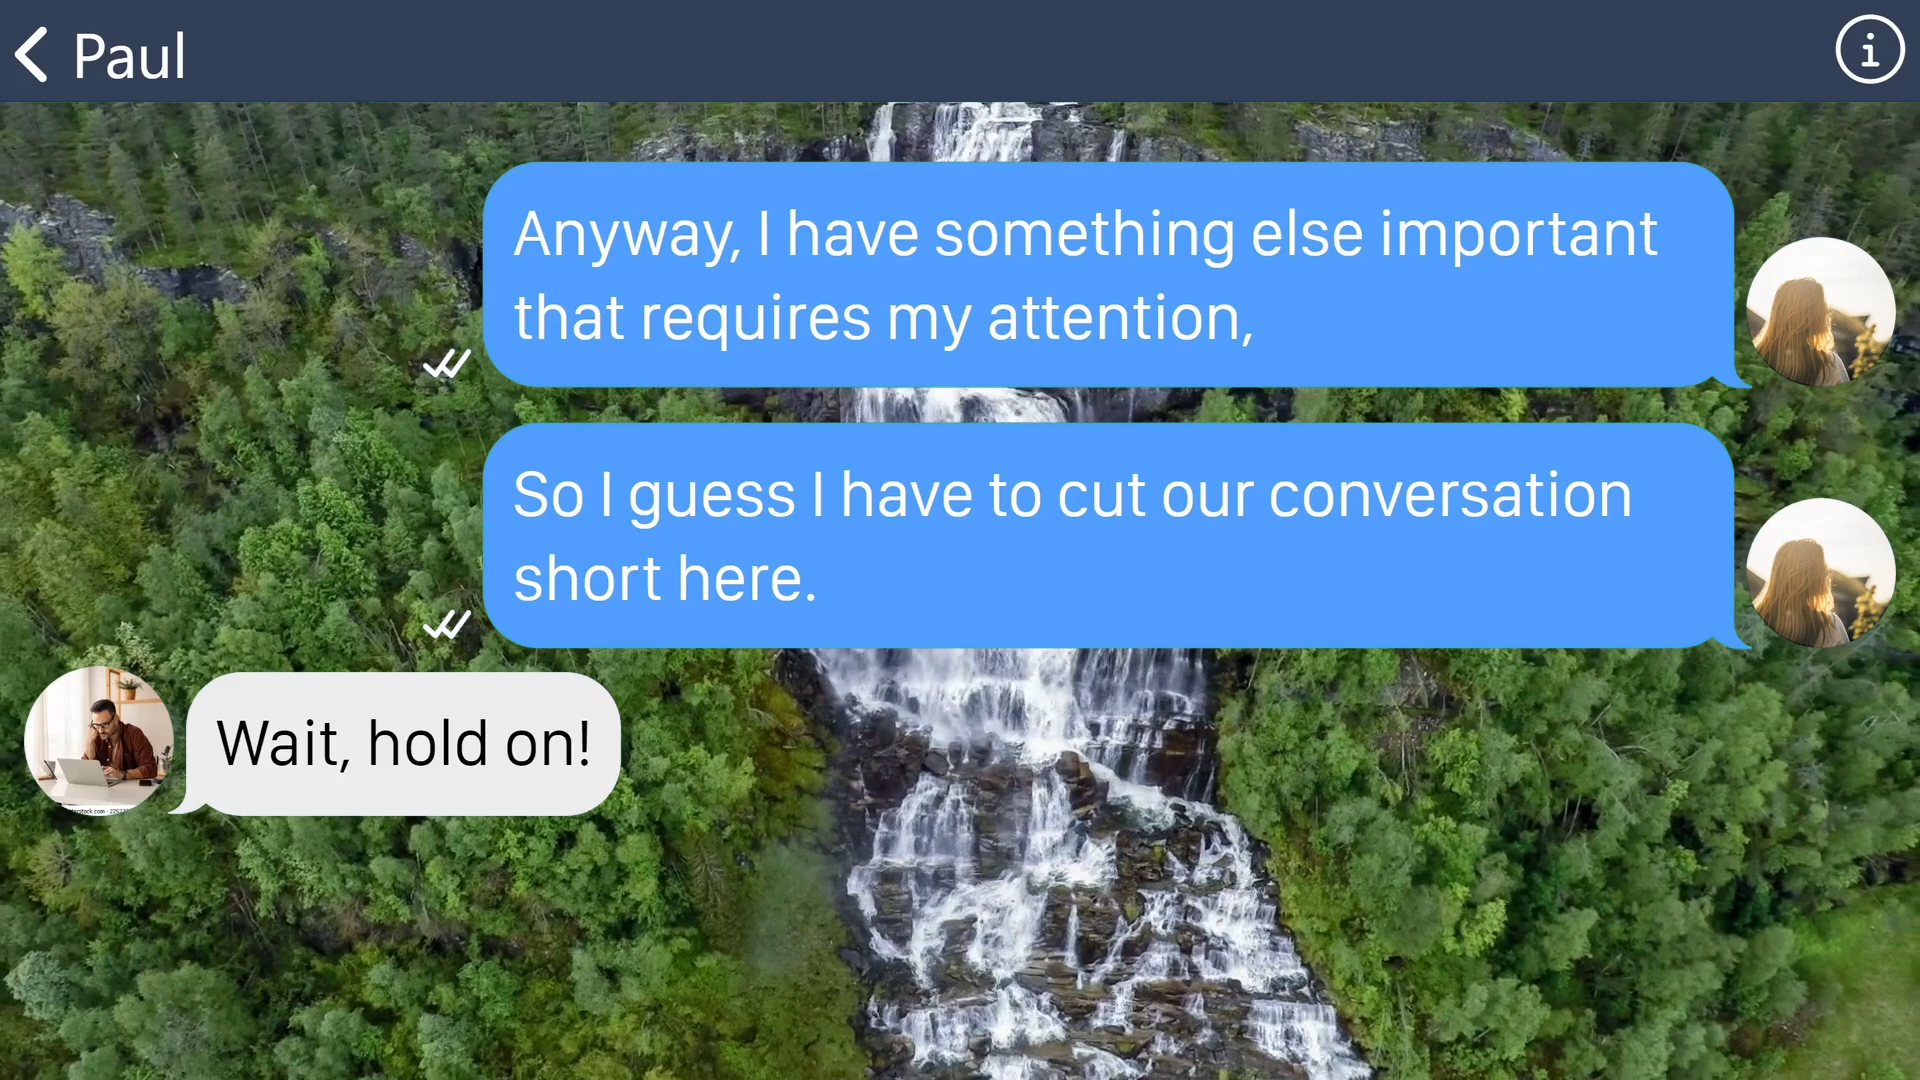 Paul
Anyway, I have something else important
that requires my attention,
So I guess I have to cut our conversation
short here.
Wait, hold on!